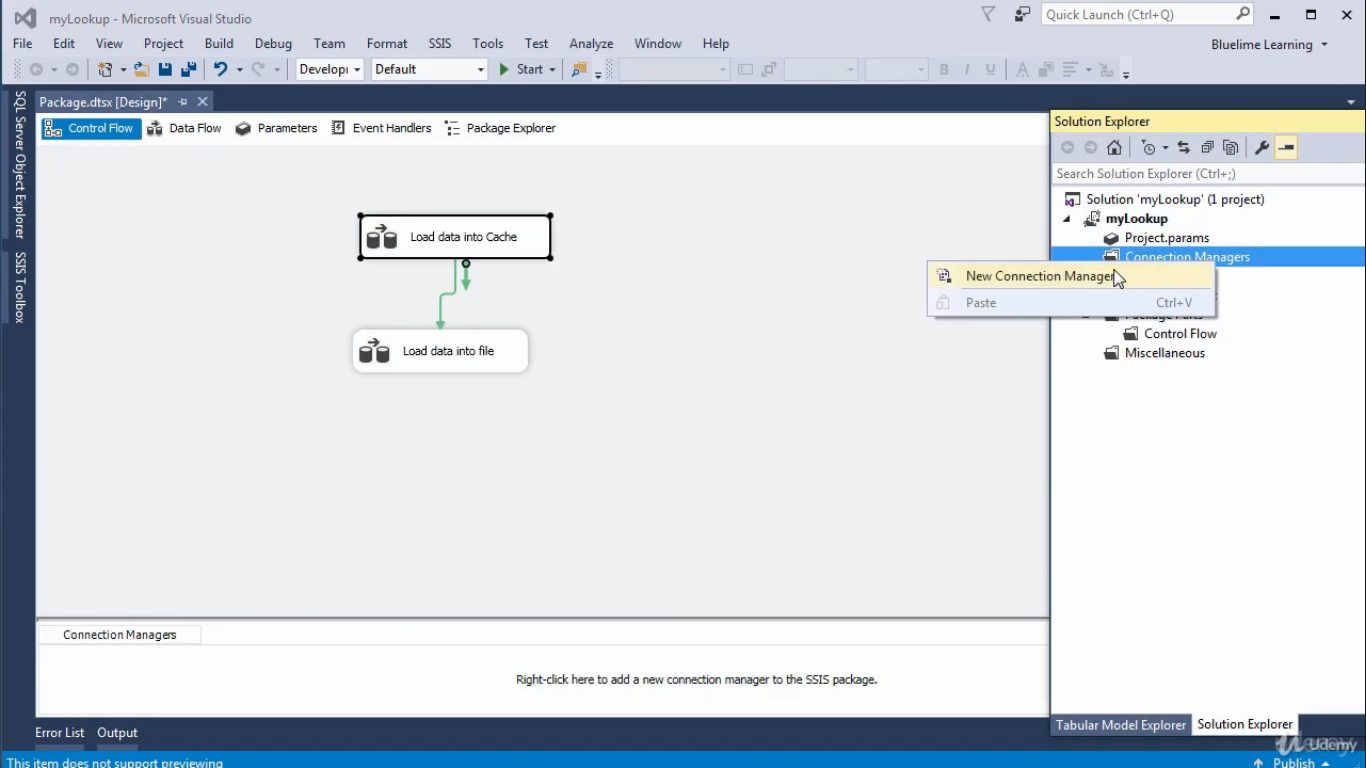 myLookup - Microsoft Visual Studio
Quick Launch (Ctrl+Q)
File Edit View Project Build Debug Team Format SSIS Tools Test Analyze Window Help
Bluelime Learning
Developr Default Start
B I U A
SQL Server Object Explorer
SSIS Toolbox
Package.dtsx [Design]*
Control Flow Data Flow Parameters Event Handlers Package Explorer
Load data into Cache
Load data into file
Solution Explorer
Search Solution Explorer (Ctrl+;)
Solution 'myLookup' (1 project)
myLookup
Project.params
Connection Managers
New Connection Manager
Paste Ctrl+V
Package Parts
Control Flow
Miscellaneous
Connection Managers
Right-click here to add a new connection manager to the SSIS package.
Tabular Model Explorer Solution Explorer
Error List Output
Udemy
This item does not support previewing
Publish